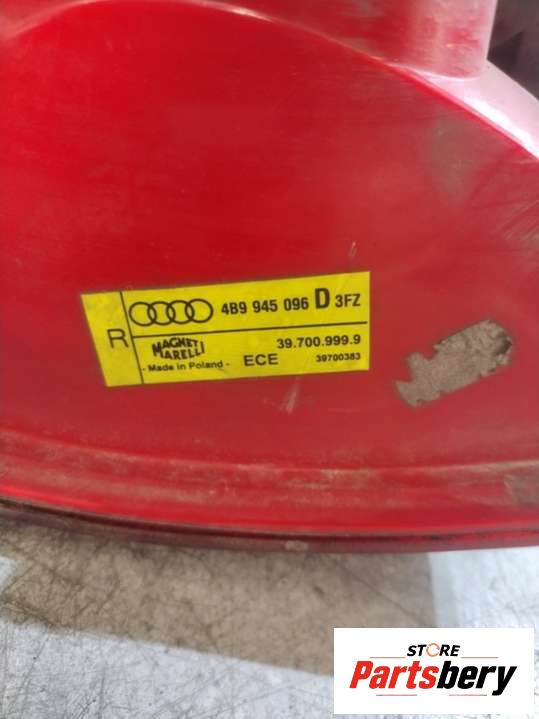 R
4B9 945 096 D 3FZ
MAGNETI MARELLI
39.700.999.9
- Made in Poland -
ECE
39700383
STORE
Partsbery